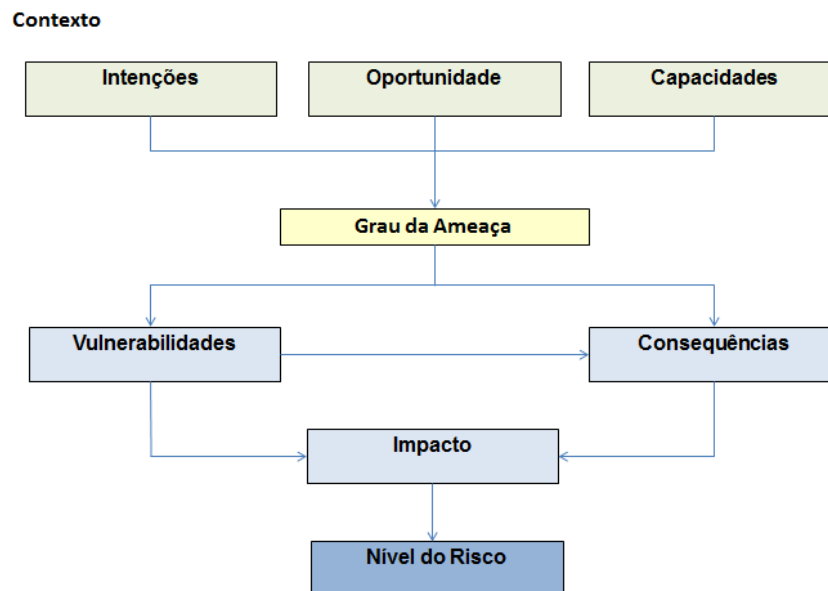 Contexto
Intenções
Oportunidade
Capacidades
Grau da Ameaça
Vulnerabilidades
Consequências
Impacto
Nível do Risco